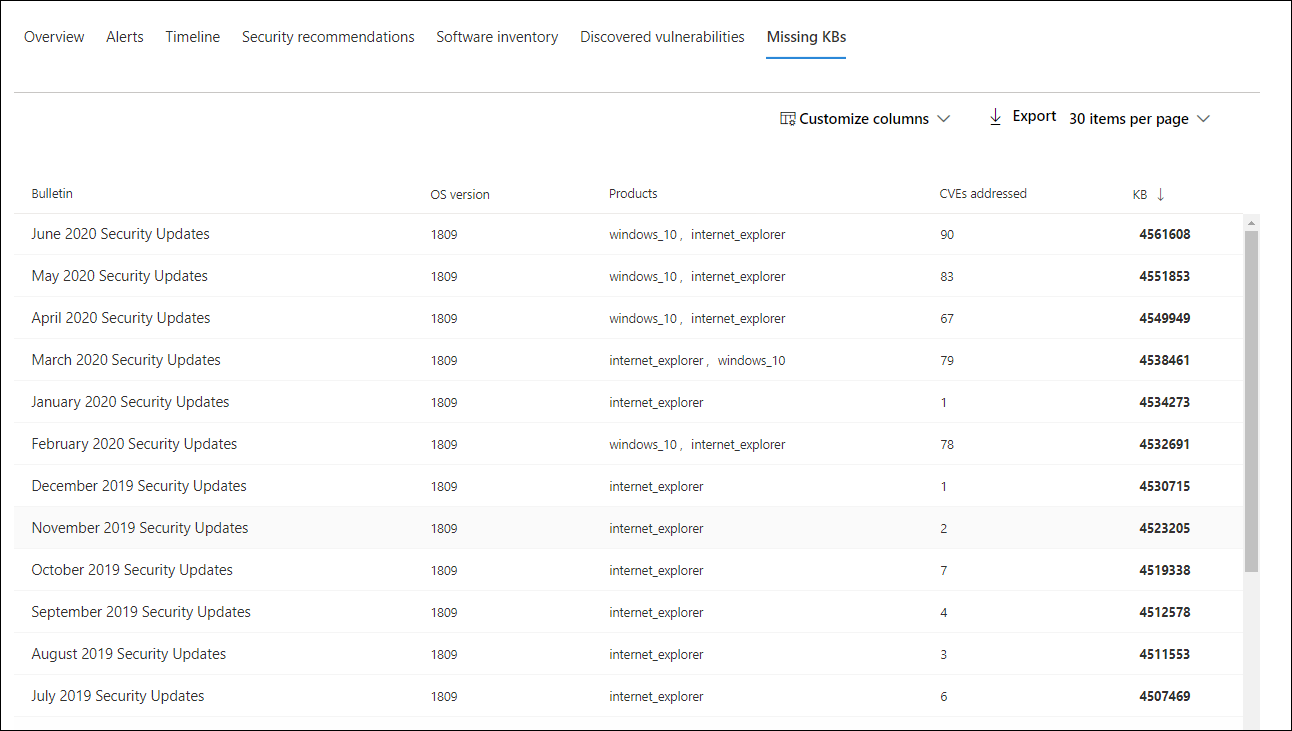 Overview Alerts Timeline Security recommendations Software inventory Discovered vulnerabilities Missing KBs
Customize columns Export 30 items per page
Bulletin OS version Products CVEs addressed KB ↓
June 2020 Security Updates 1809 windows_10 , internet_explorer 90 4561608
May 2020 Security Updates 1809 windows_10 , internet_explorer 83 4551853
April 2020 Security Updates 1809 windows_10 , internet_explorer 67 4549949
March 2020 Security Updates 1809 internet_explorer , windows_10 79 4538461
January 2020 Security Updates 1809 internet_explorer 1 4534273
February 2020 Security Updates 1809 windows_10 , internet_explorer 78 4532691
December 2019 Security Updates 1809 internet_explorer 1 4530715
November 2019 Security Updates 1809 internet_explorer 2 4523205
October 2019 Security Updates 1809 internet_explorer 7 4519338
September 2019 Security Updates 1809 internet_explorer 4 4512578
August 2019 Security Updates 1809 internet_explorer 3 4511553
July 2019 Security Updates 1809 internet_explorer 6 4507469